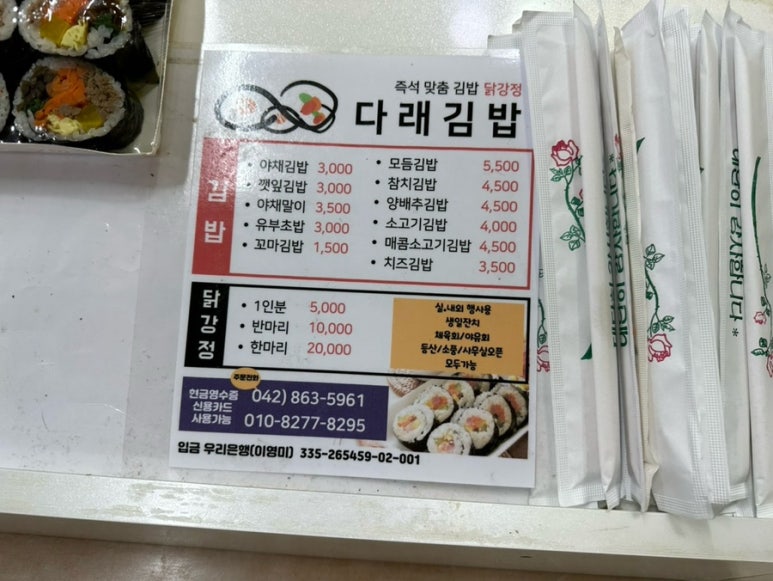 즉석 맞춤 김밥 닭강정
다래김밥
김밥
야채김밥 3,000
깻잎김밥 3,000
야채말이 3,500
유부초밥 3,000
꼬마김밥 1,500
모듬김밥 5,500
참치김밥 4,500
양배추김밥 4,500
소고기김밥 4,000
매콤소고기김밥 4,500
치즈김밥 3,500
닭강정
1인분 5,000
반마리 10,000
한마리 20,000
실.내외 행사용
생일잔치
체육회/야유회
등산/소풍/사무실오픈
모두가능
주문전화
현금영수증
신용카드
사용가능
042) 863-5961
010-8277-8295
입금 우리은행(이영미) 335-265459-02-001